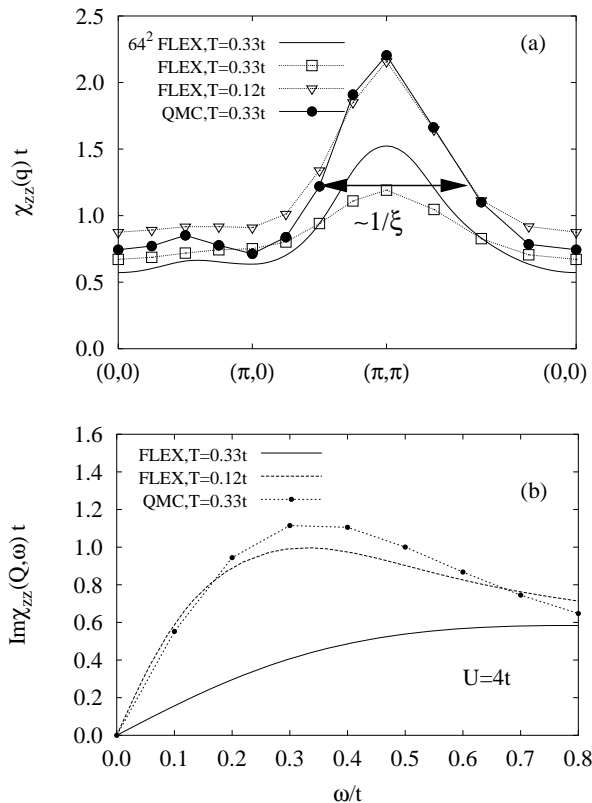 (a)
64² FLEX,T=0.33t
FLEX,T=0.33t
FLEX,T=0.12t
QMC,T=0.33t
χzz(q) t
2.5
2.0
1.5
1.0
0.5
0.0
~1/ξ
(0,0) (π,0) (π,π) (0,0)
(b)
FLEX,T=0.33t
FLEX,T=0.12t
QMC,T=0.33t
Imχzz(Q,ω) t
1.6
1.4
1.2
1.0
0.8
0.6
0.4
0.2
0.0
U=4t
0.0 0.1 0.2 0.3 0.4 0.5 0.6 0.7 0.8
ω/t